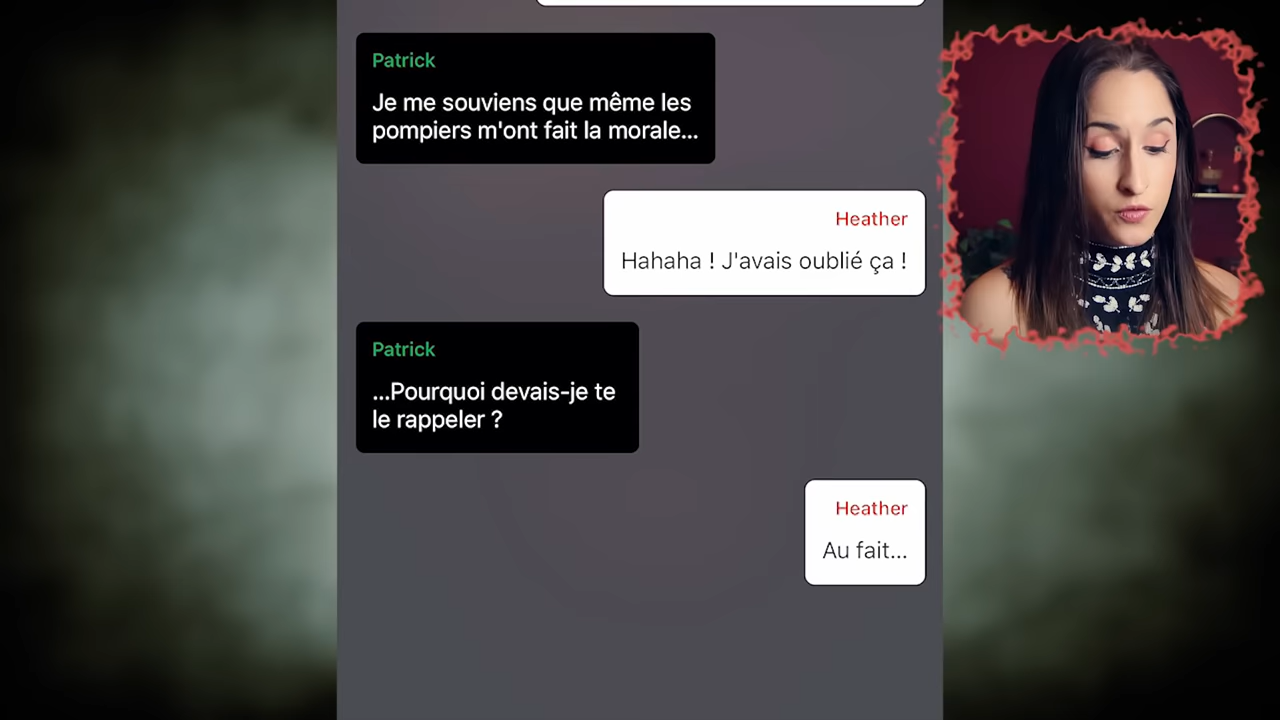 Patrick
Je me souviens que même les
pompiers m'ont fait la morale...
Heather
Hahaha ! J'avais oublié ça !
Patrick
...Pourquoi devais-je te
le rappeler ?
Heather
Au fait...